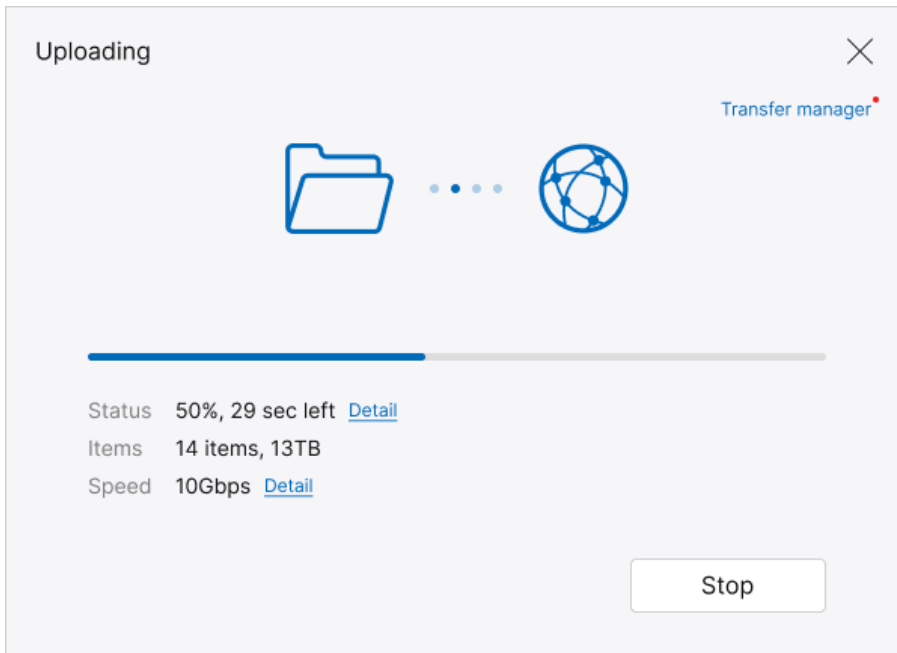 Uploading
Transfer manager
Status 50%, 29 sec left Detail
Items 14 items, 13TB
Speed 10Gbps Detail
Stop